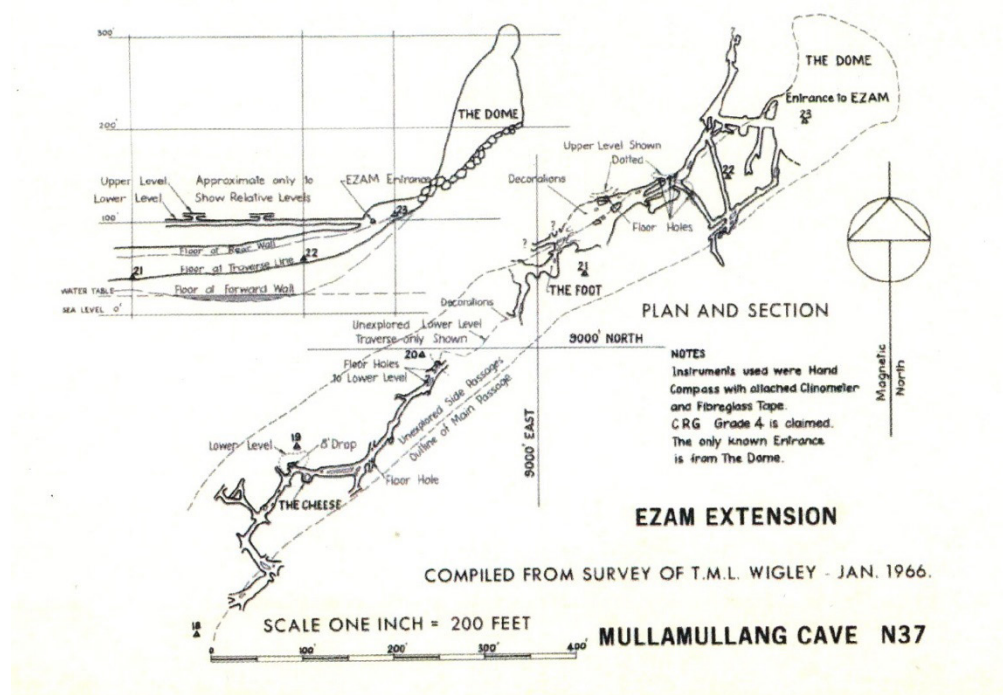 300'
200'
100'
THE DOME
Upper Level
Lower Level
Approximate only to
Show Relative Levels
EZAM Entrance
23
22
21
Floor at Rear Wall
Floor at Traverse Line
Floor at Forward Wall
WATER TABLE
SEA LEVEL 0'
?
THE DOME
Entrance to EZAM
23
Upper Level Shown
Dotted
Decorations
22
Floor Holes
?
?
21
THE FOOT
Decorations
Unexplored Lower Level
Traverse only Shown
20
Floor Holes
to Lower Level
Unexplored Side Passages
Outline of Main Passage
Lower Level
19
8' Drop
Floor Hole
THE CHEESE
18
9000' NORTH
9000' EAST
PLAN AND SECTION
NOTES
Instruments used were Hand
Compass with attached Clinometer
and Fibreglass Tape.
CRG Grade 4 is claimed.
The only known Entrance
is from The Dome.
Magnetic
North
EZAM EXTENSION
COMPILED FROM SURVEY OF T.M.L. WIGLEY - JAN. 1966.
SCALE ONE INCH = 200 FEET
0 100' 200' 300' 400'
MULLAMULLANG CAVE N37